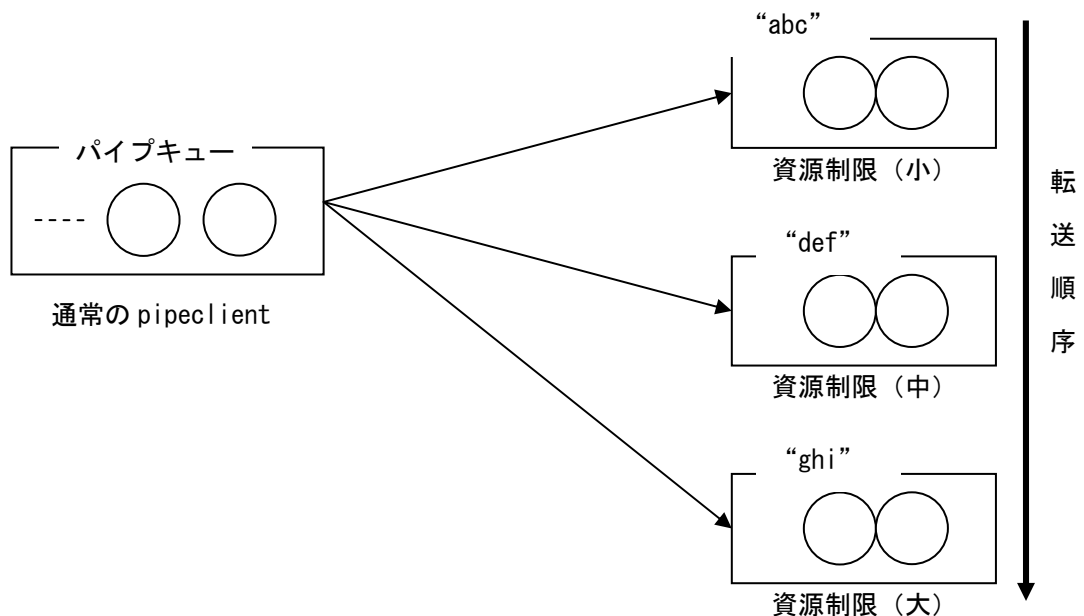 “abc”
パイプキュー
----
資源制限（小）
“def”
通常の pipeclient
資源制限（中）
“ghi”
資源制限（大）
転送順序